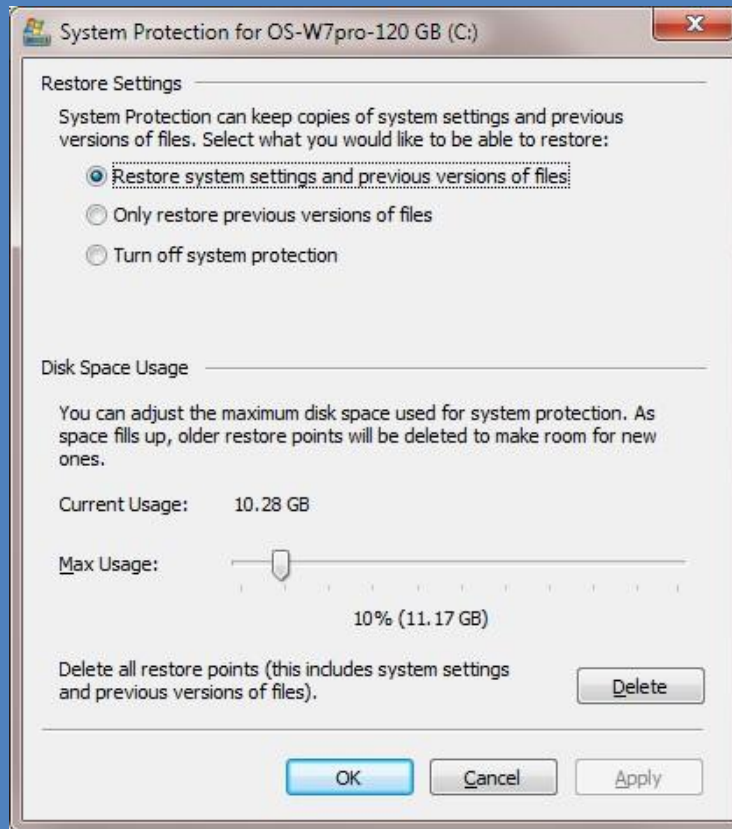 System Protection for OS-W7pro-120 GB (C:)
Restore Settings
System Protection can keep copies of system settings and previous
versions of files. Select what you would like to be able to restore:
Restore system settings and previous versions of files
Only restore previous versions of files
Turn off system protection
Disk Space Usage
You can adjust the maximum disk space used for system protection. As
space fills up, older restore points will be deleted to make room for new
ones.
Current Usage: 10.28 GB
Max Usage:
10% (11.17 GB)
Delete all restore points (this includes system settings
and previous versions of files).
Delete
OK Cancel Apply